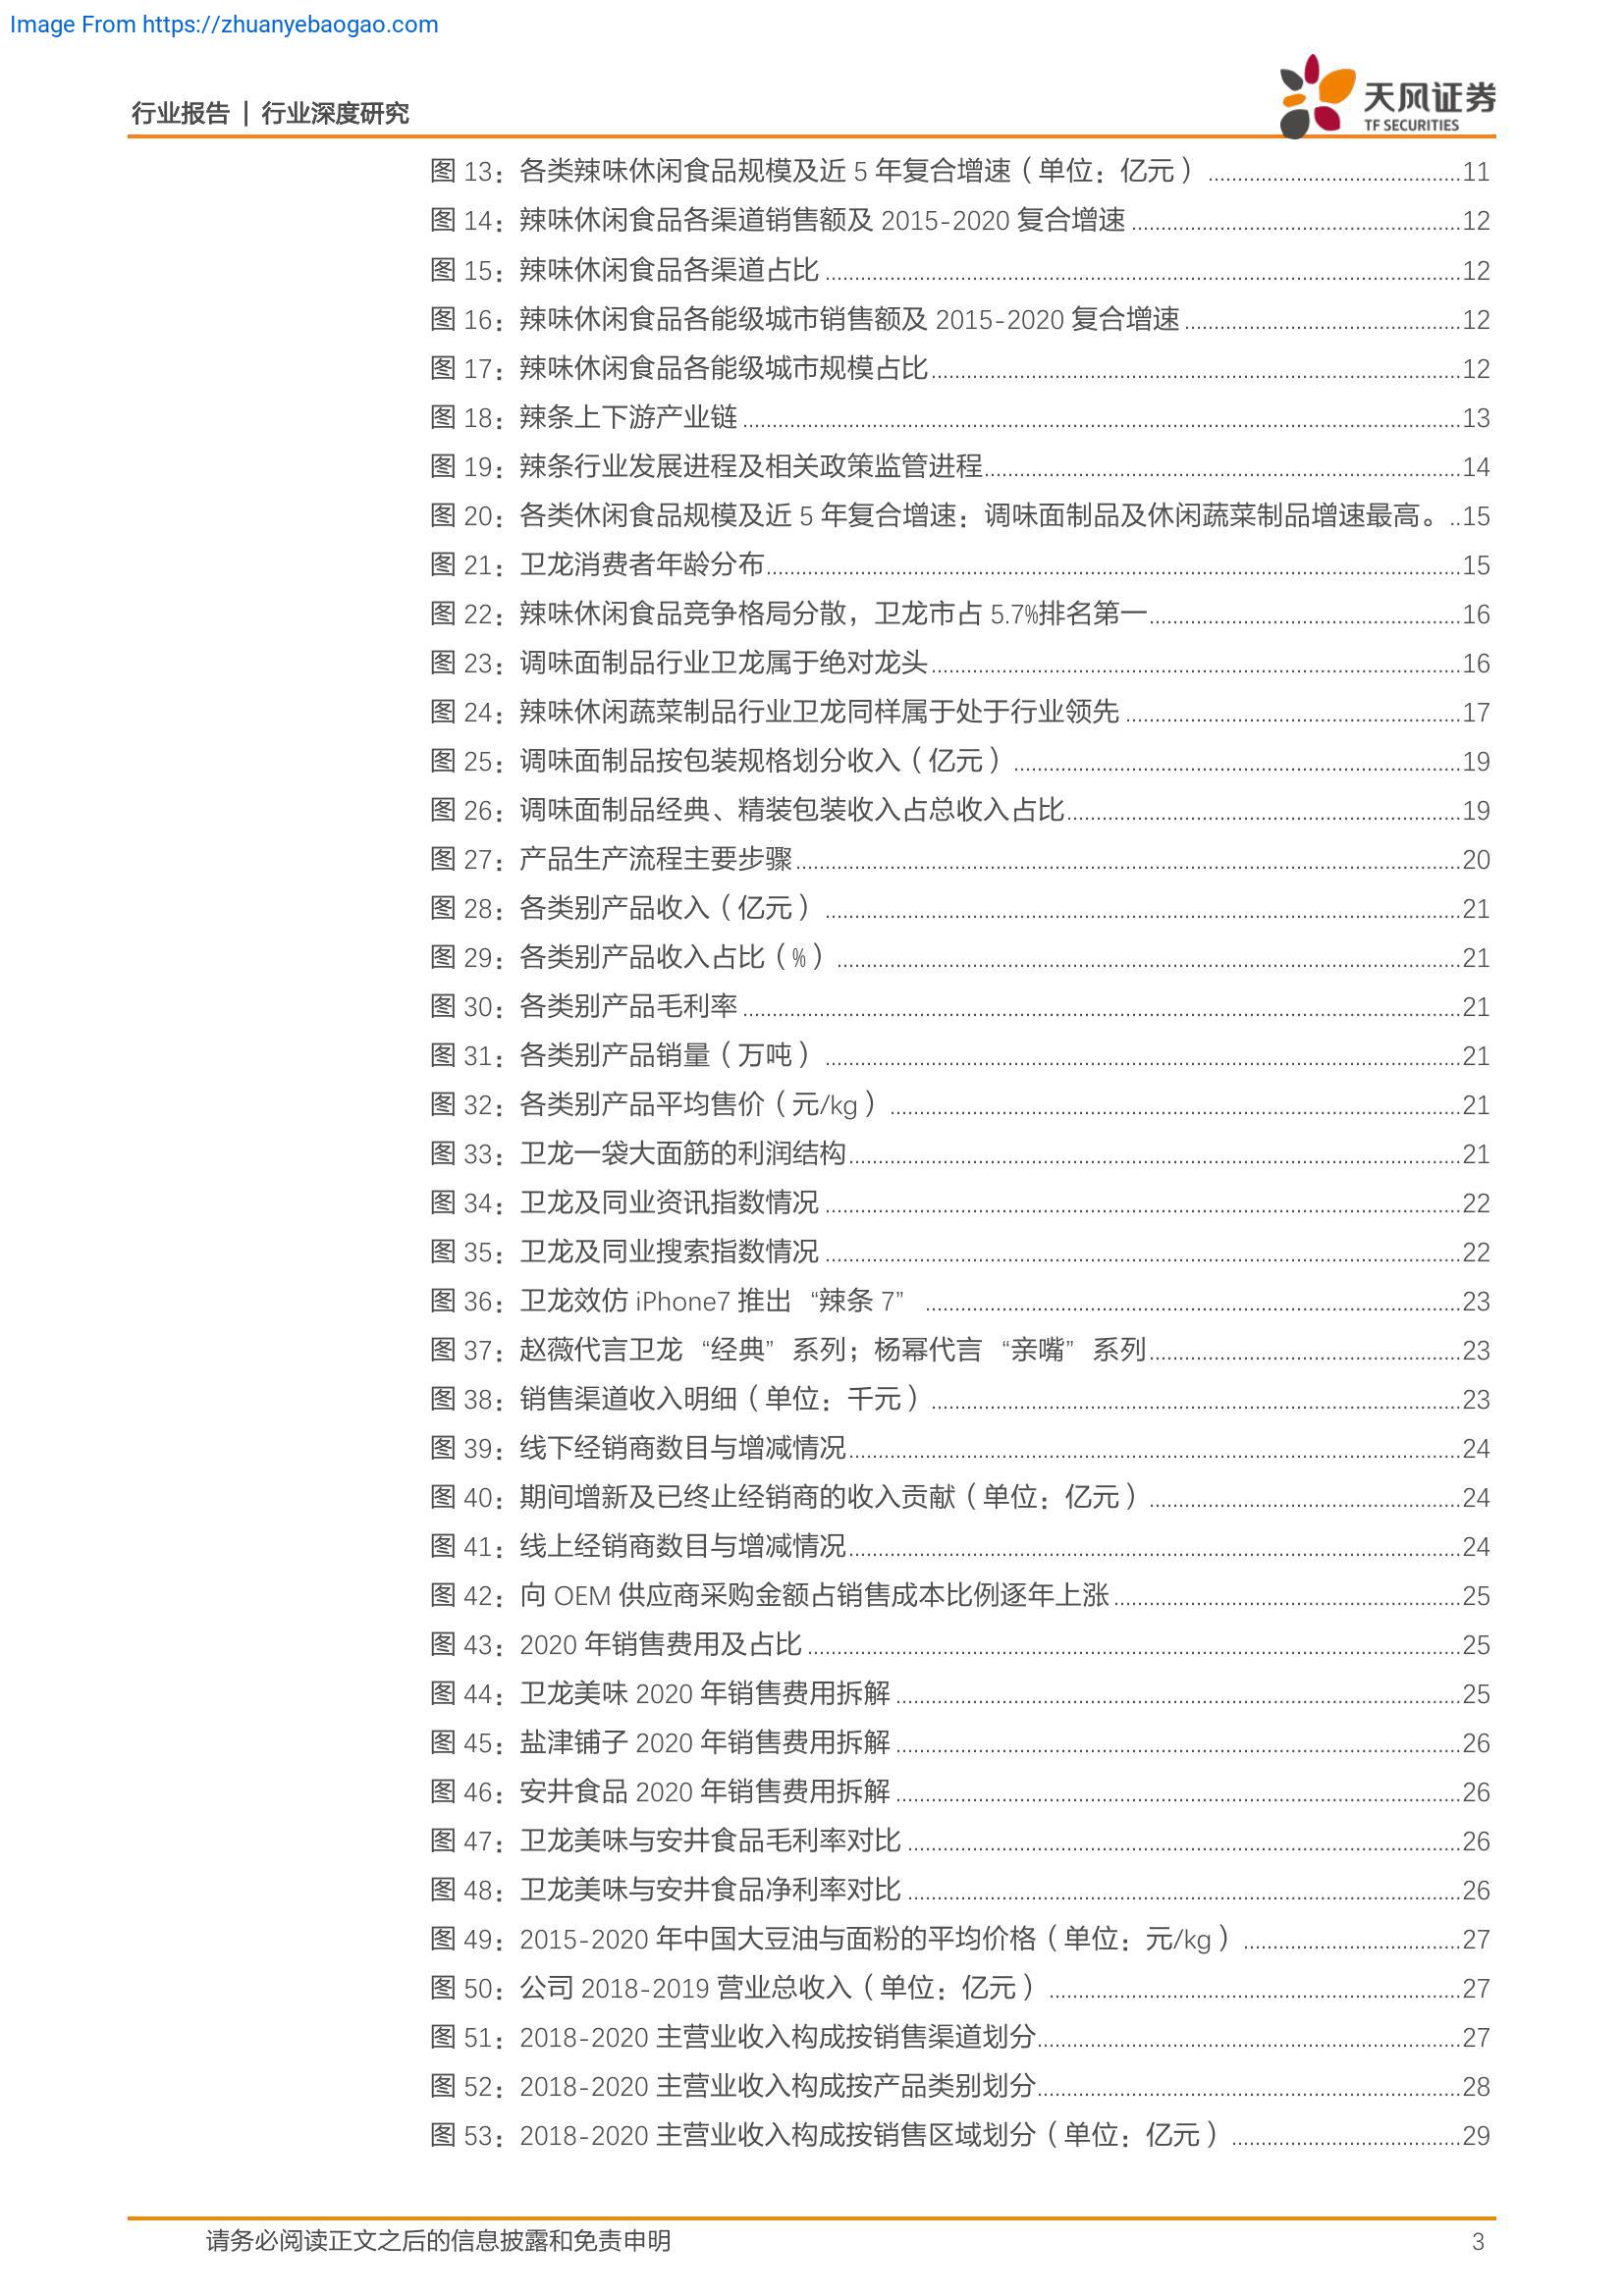 Image From https://zhuanyebaogao.com
行业报告 | 行业深度研究
天风证券
TF SECURITIES
图 13：各类辣味休闲食品规模及近 5 年复合增速（单位：亿元）.....11
图 14：辣味休闲食品各渠道销售额及 2015-2020 复合增速.....12
图 15：辣味休闲食品各渠道占比.....12
图 16：辣味休闲食品各能级城市销售额及 2015-2020 复合增速.....12
图 17：辣味休闲食品各能级城市规模占比.....12
图 18：辣条上下游产业链.....13
图 19：辣条行业发展进程及相关政策监管进程.....14
图 20：各类休闲食品规模及近 5 年复合增速：调味面制品及休闲蔬菜制品增速最高。..15
图 21：卫龙消费者年龄分布.....15
图 22：辣味休闲食品竞争格局分散，卫龙市占 5.7%排名第一.....16
图 23：调味面制品行业卫龙属于绝对龙头.....16
图 24：辣味休闲蔬菜制品行业卫龙同样属于处于行业领先.....17
图 25：调味面制品按包装规格划分收入（亿元）.....19
图 26：调味面制品经典、精装包装收入占总收入占比.....19
图 27：产品生产流程主要步骤.....20
图 28：各类别产品收入（亿元）.....21
图 29：各类别产品收入占比（%）.....21
图 30：各类别产品毛利率.....21
图 31：各类别产品销量（万吨）.....21
图 32：各类别产品平均售价（元/kg）.....21
图 33：卫龙一袋大面筋的利润结构.....21
图 34：卫龙及同业资讯指数情况.....22
图 35：卫龙及同业搜索指数情况.....22
图 36：卫龙效仿 iPhone7 推出 “辣条 7”.....23
图 37：赵薇代言卫龙 “经典” 系列；杨幂代言 “亲嘴” 系列.....23
图 38：销售渠道收入明细（单位：千元）.....23
图 39：线下经销商数目与增减情况.....24
图 40：期间增新及已终止经销商的收入贡献（单位：亿元）.....24
图 41：线上经销商数目与增减情况.....24
图 42：向 OEM 供应商采购金额占销售成本比例逐年上涨.....25
图 43：2020 年销售费用及占比.....25
图 44：卫龙美味 2020 年销售费用拆解.....25
图 45：盐津铺子 2020 年销售费用拆解.....26
图 46：安井食品 2020 年销售费用拆解.....26
图 47：卫龙美味与安井食品毛利率对比.....26
图 48：卫龙美味与安井食品净利率对比.....26
图 49：2015-2020 年中国大豆油与面粉的平均价格（单位：元/kg）.....27
图 50：公司 2018-2019 营业总收入（单位：亿元）.....27
图 51：2018-2020 主营业收入构成按销售渠道划分.....27
图 52：2018-2020 主营业收入构成按产品类别划分.....28
图 53：2018-2020 主营业收入构成按销售区域划分（单位：亿元）.....29
请务必阅读正文之后的信息披露和免责申明 3